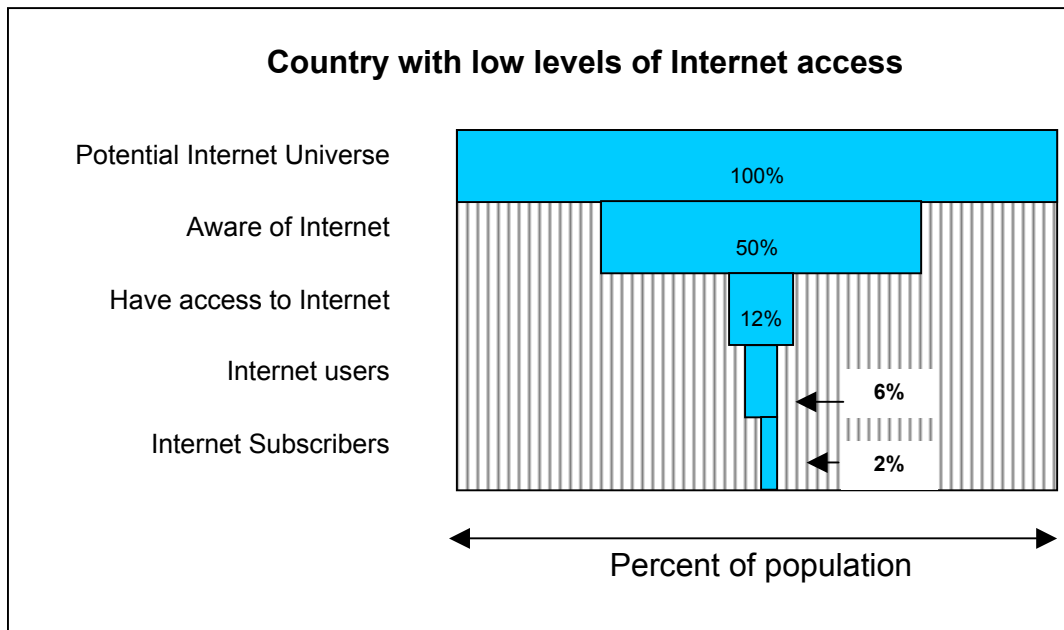 Country with low levels of Internet access
Potential Internet Universe
100%
Aware of Internet
50%
Have access to Internet
12%
Internet users
6%
Internet Subscribers
2%
Percent of population